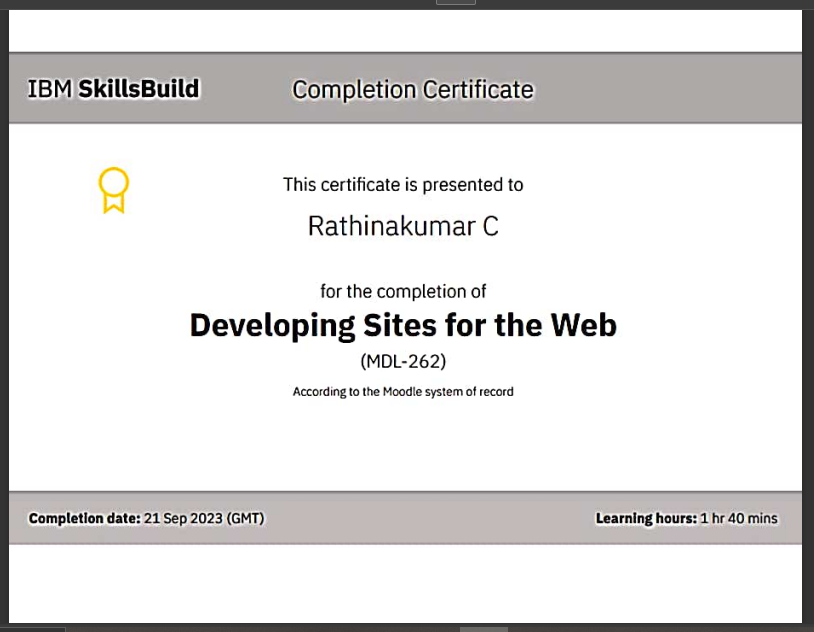 IBM SkillsBuild
Completion Certificate
This certificate is presented to
Rathinakumar C
for the completion of
Developing Sites for the Web
(MDL-262)
According to the Moodle system of record
Completion date: 21 Sep 2023 (GMT)
Learning hours: 1 hr 40 mins